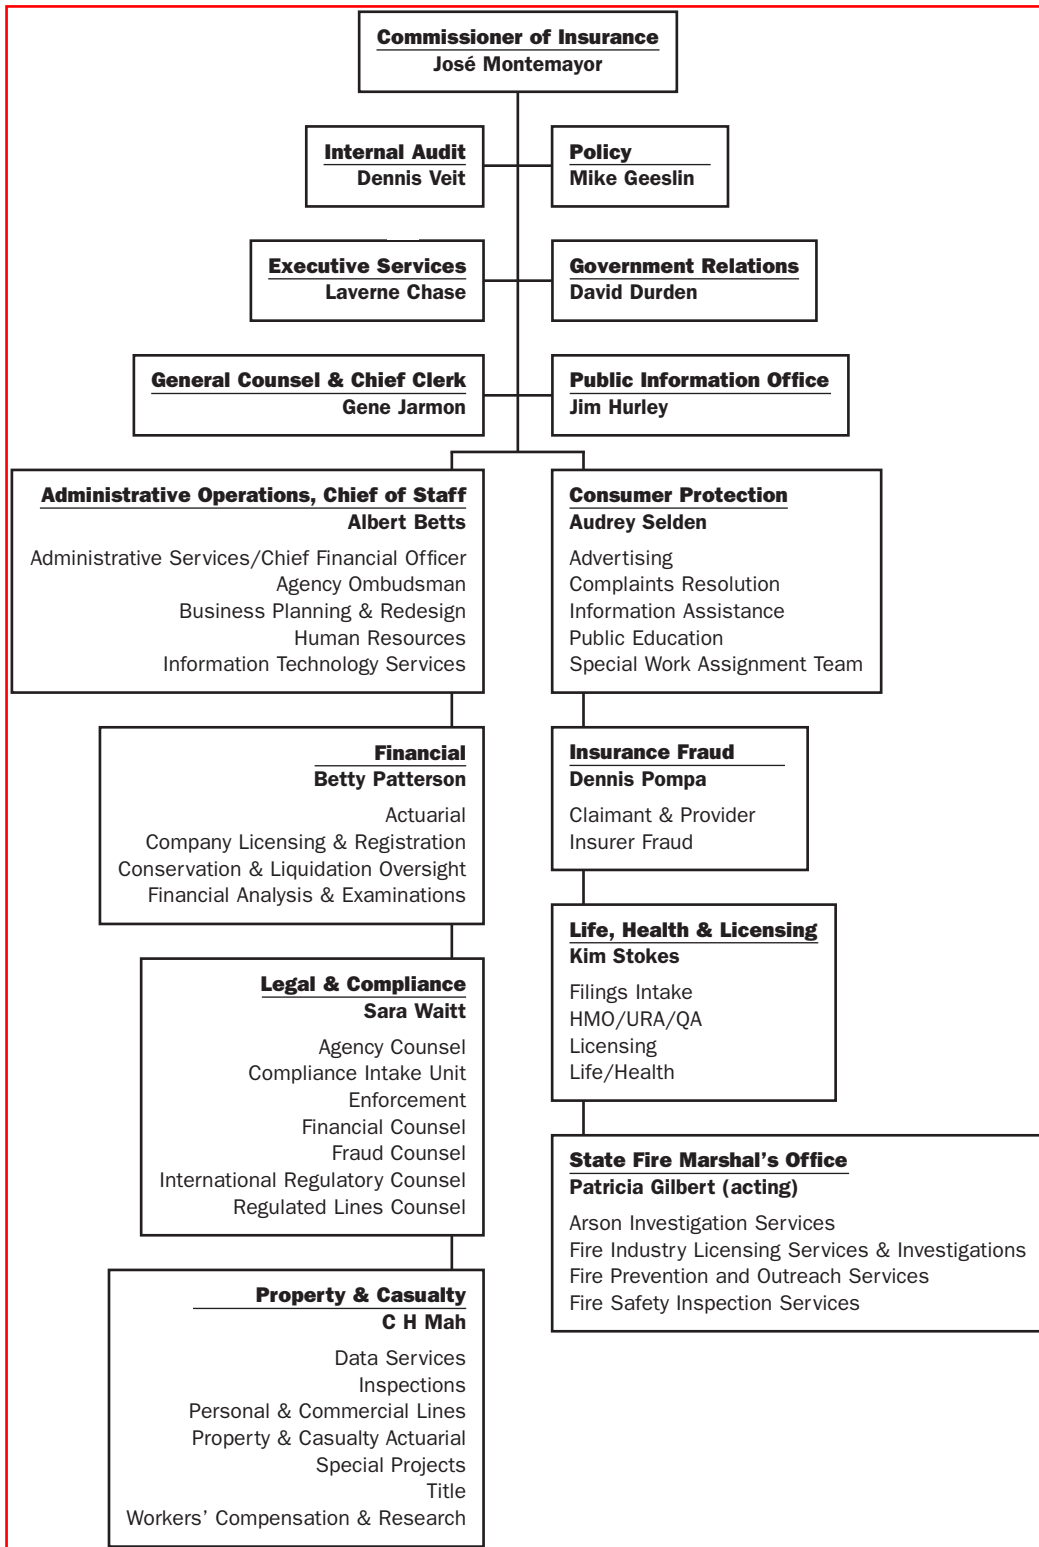 Commissioner of Insurance
José Montemayor
Internal Audit
Dennis Veit
Policy
Mike Geeslin
Executive Services
Laverne Chase
Government Relations
David Durden
General Counsel & Chief Clerk
Gene Jarmon
Public Information Office
Jim Hurley
Administrative Operations, Chief of Staff
Albert Betts
Administrative Services/Chief Financial Officer
Agency Ombudsman
Business Planning & Redesign
Human Resources
Information Technology Services
Financial
Betty Patterson
Actuarial
Company Licensing & Registration
Conservation & Liquidation Oversight
Financial Analysis & Examinations
Legal & Compliance
Sara Waitt
Agency Counsel
Compliance Intake Unit
Enforcement
Financial Counsel
Fraud Counsel
International Regulatory Counsel
Regulated Lines Counsel
Property & Casualty
C H Mah
Data Services
Inspections
Personal & Commercial Lines
Property & Casualty Actuarial
Special Projects
Title
Workers' Compensation & Research
Consumer Protection
Audrey Selden
Advertising
Complaints Resolution
Information Assistance
Public Education
Special Work Assignment Team
Insurance Fraud
Dennis Pompa
Claimant & Provider
Insurer Fraud
Life, Health & Licensing
Kim Stokes
Filings Intake
HMO/URA/QA
Licensing
Life/Health
State Fire Marshal's Office
Patricia Gilbert (acting)
Arson Investigation Services
Fire Industry Licensing Services & Investigations
Fire Prevention and Outreach Services
Fire Safety Inspection Services